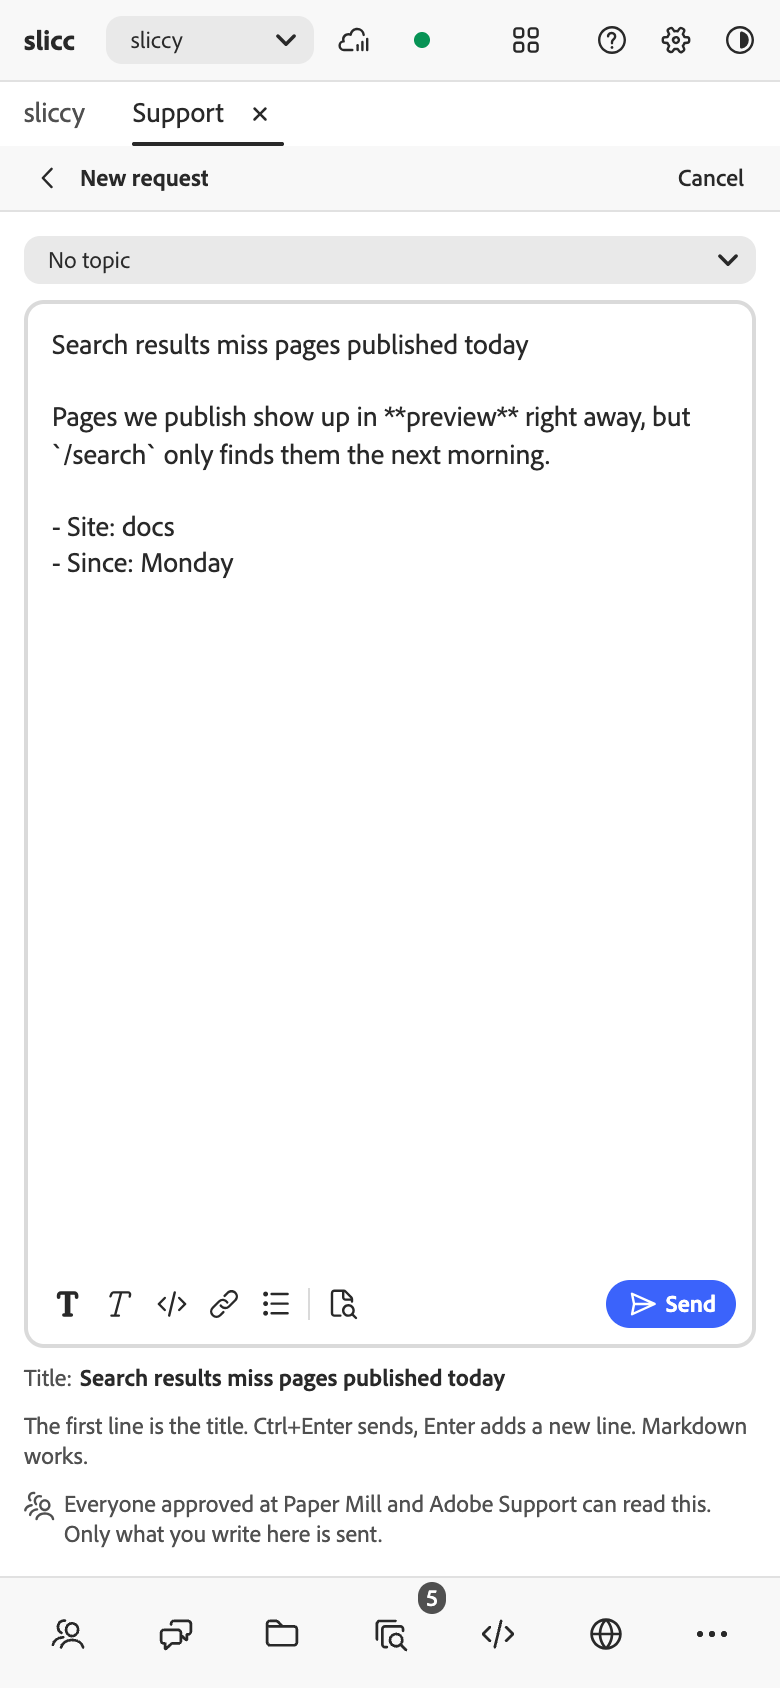 slicc
sliccy
sliccy
Support
New request
Cancel
No topic
Search results miss pages published today
Pages we publish show up in **preview** right away, but
`/search` only finds them the next morning.
- Site: docs
- Since: Monday
Send
Title: Search results miss pages published today
The first line is the title. Ctrl+Enter sends, Enter adds a new line. Markdown
works.
Everyone approved at Paper Mill and Adobe Support can read this.
Only what you write here is sent.
5